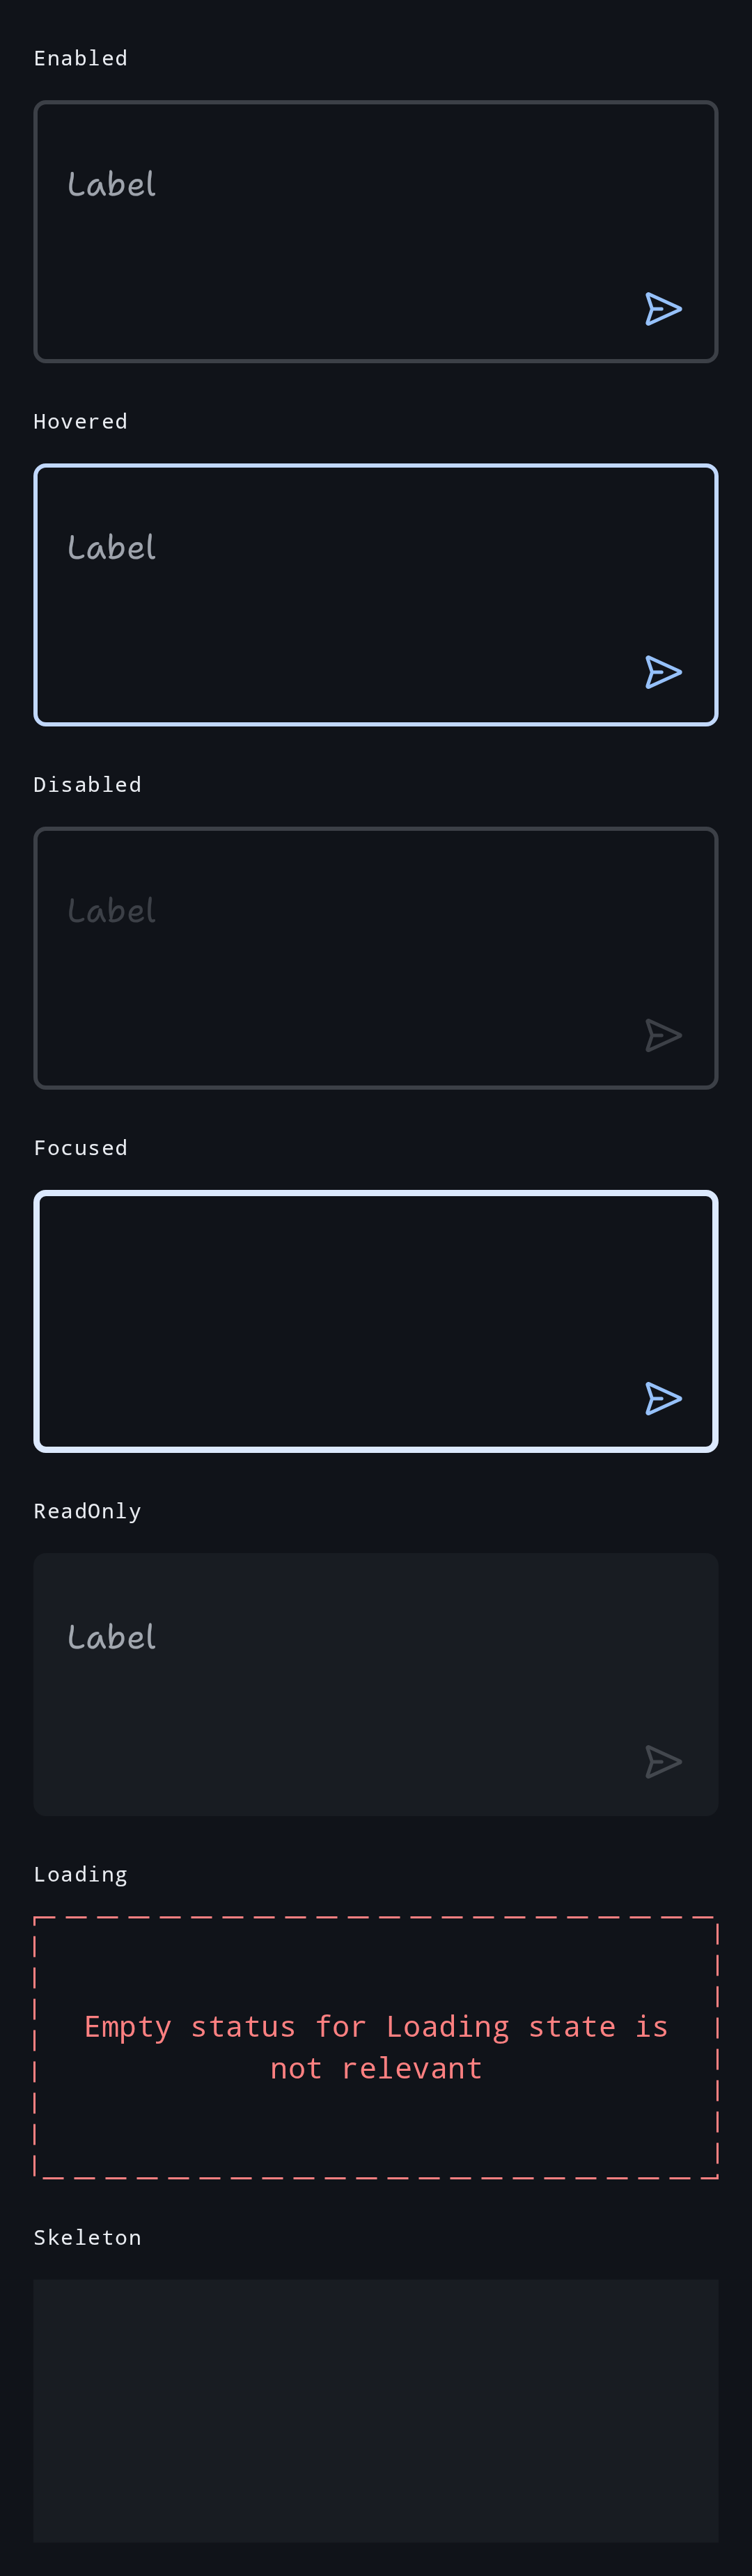 Enabled
Label
Hovered
Label
Disabled
Label
Focused
ReadOnly
Label
Loading
Empty status for Loading state is
not relevant
Skeleton